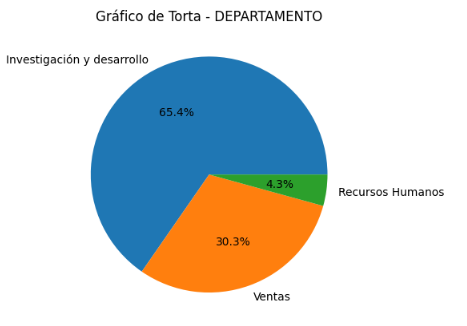 Gráfico de Torta - DEPARTAMENTO
Investigación y desarrollo
65.4%
4.3%
Recursos Humanos
30.3%
Ventas